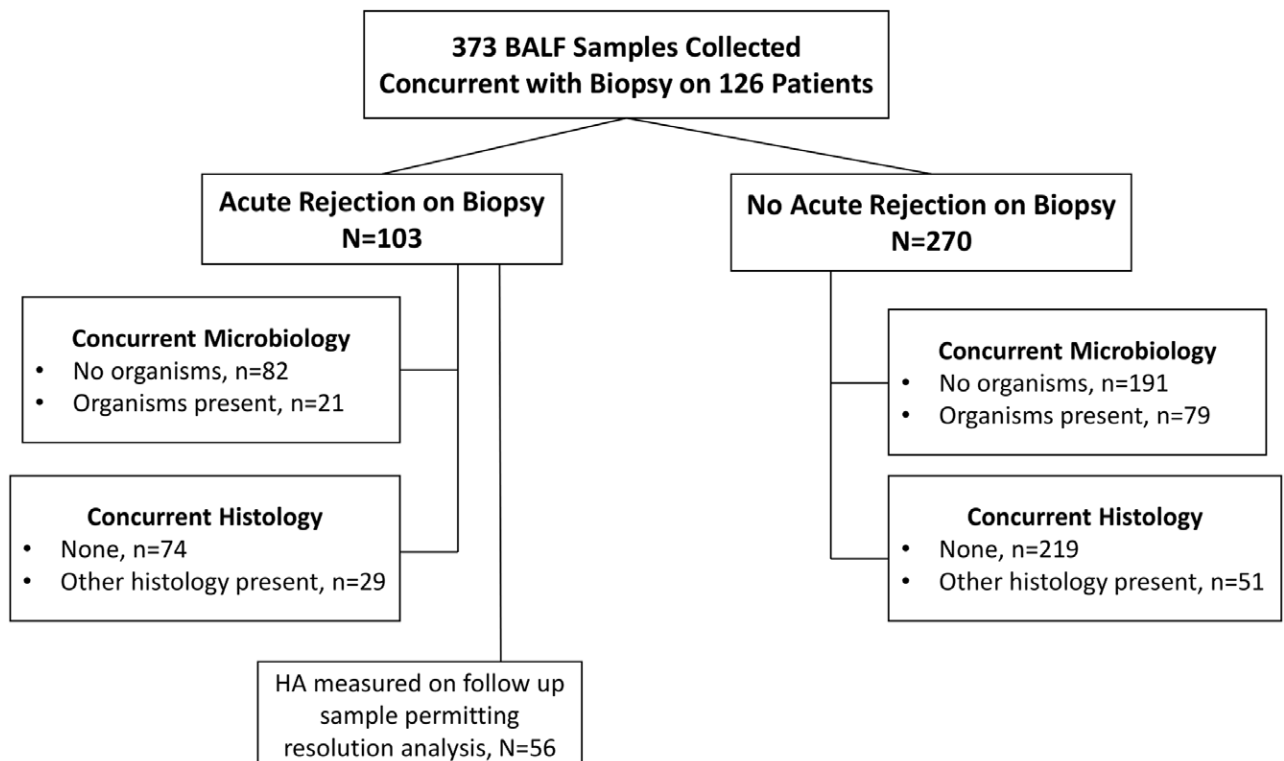 373 BALF Samples Collected
Concurrent with Biopsy on 126 Patients
Acute Rejection on Biopsy
N=103
No Acute Rejection on Biopsy
N=270
Concurrent Microbiology
• No organisms, n=82
• Organisms present, n=21
Concurrent Microbiology
• No organisms, n=191
• Organisms present, n=79
Concurrent Histology
• None, n=74
• Other histology present, n=29
Concurrent Histology
• None, n=219
• Other histology present, n=51
HA measured on follow up
sample permitting
resolution analysis, N=56